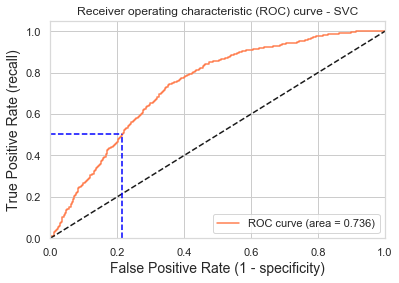 Receiver operating characteristic (ROC) curve - SVC
True Positive Rate (recall)
1.0
0.8
0.6
0.4
0.2
0.0
ROC curve (area = 0.736)
0.0 0.2 0.4 0.6 0.8 1.0
False Positive Rate (1 - specificity)